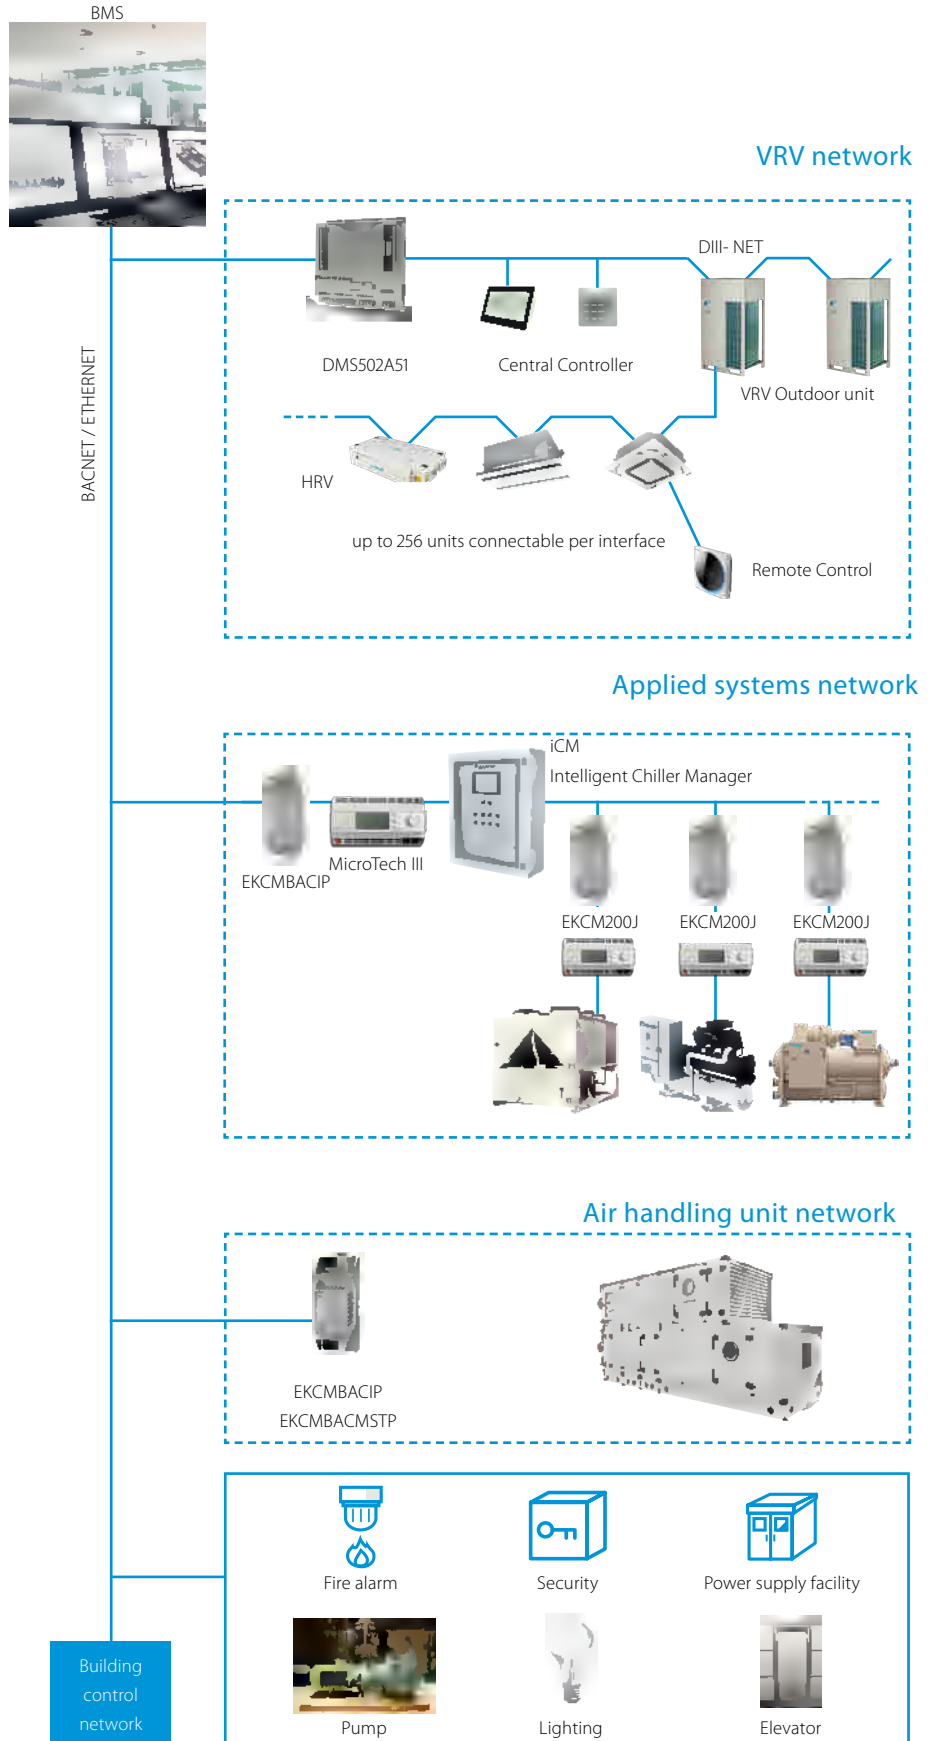 BMS
VRV network
DIII- NET
DMS502A51
Central Controller
VRV Outdoor unit
BACNET / ETHERNET
HRV
up to 256 units connectable per interface
Remote Control
Applied systems network
iCM
Intelligent Chiller Manager
MicroTech III
EKCMBACIP
EKCM200J
EKCM200J
EKCM200J
Air handling unit network
EKCMBACIP
EKCMBACMSTP
Fire alarm
Security
Power supply facility
Building
control
network
Pump
Lighting
Elevator